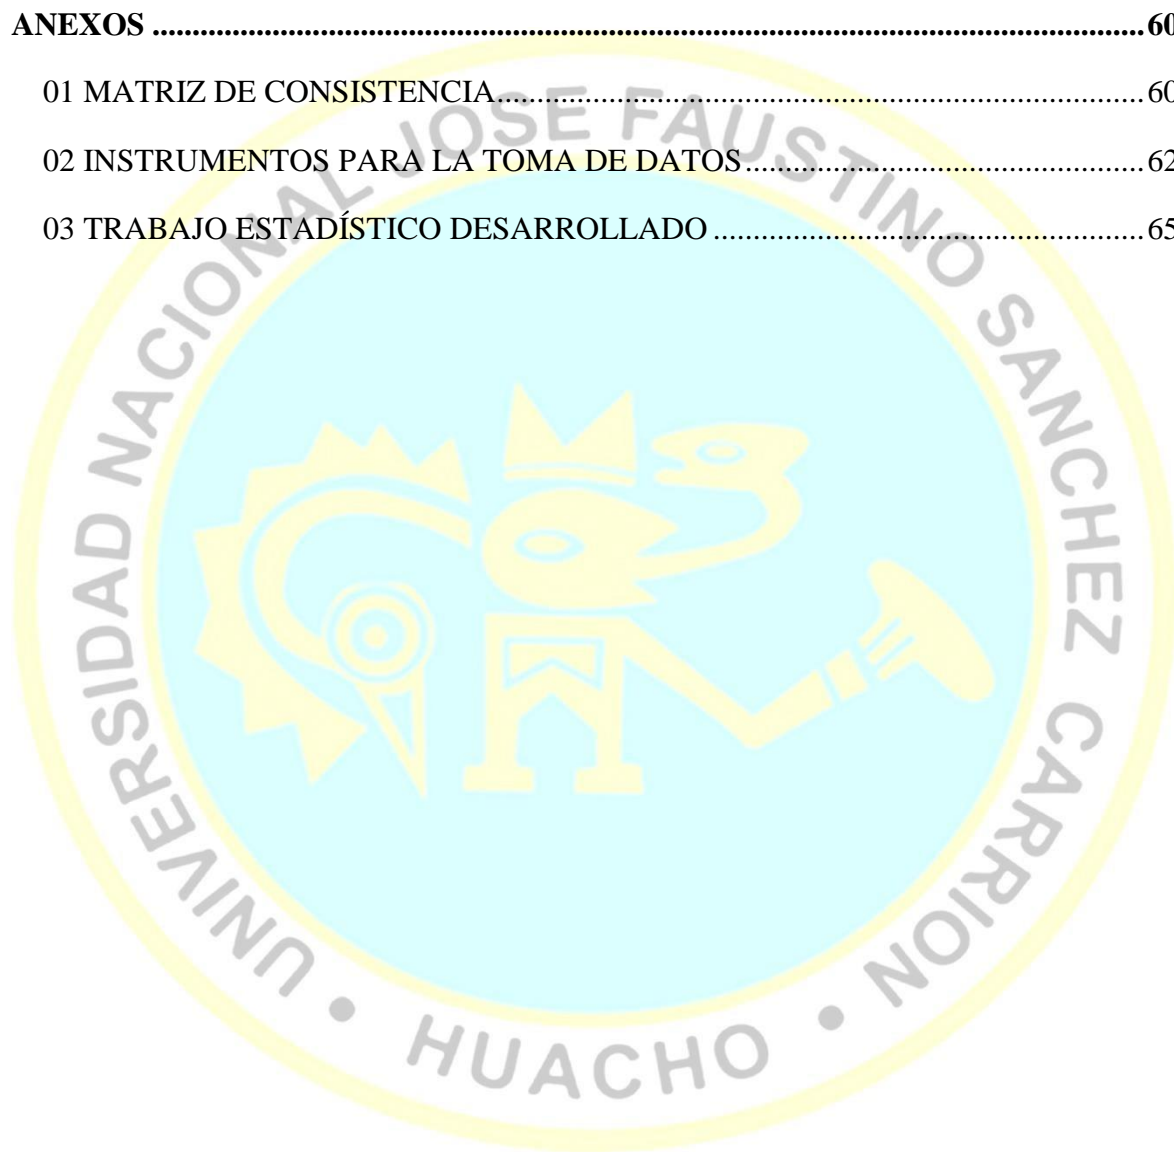 ANEXOS ..................................................................................................................... 60
01 MATRIZ DE CONSISTENCIA................................................................................. 60
02 INSTRUMENTOS PARA LA TOMA DE DATOS .................................................. 62
03 TRABAJO ESTADÍSTICO DESARROLLADO ...................................................... 65
UNIVERSIDAD NACIONAL JOSE FAUSTINO SANCHEZ CARRION • HUACHO •